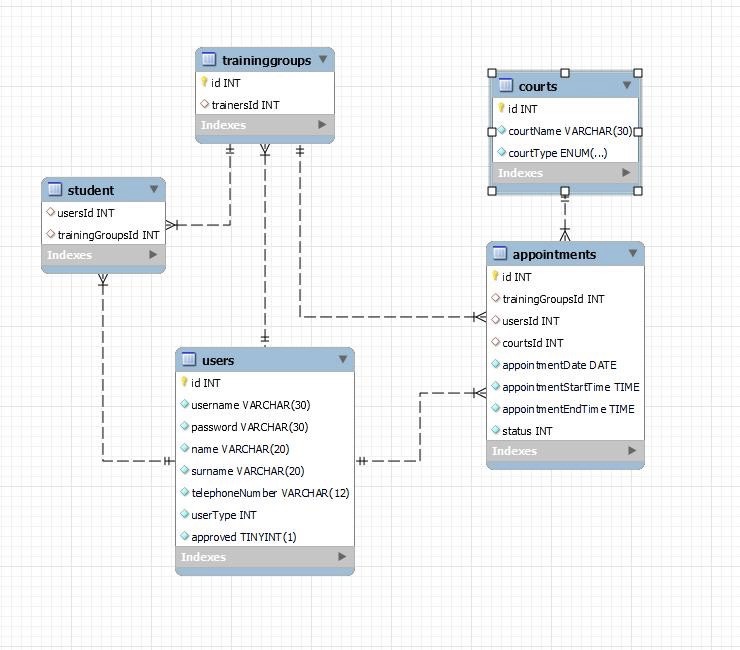 traininggroups
id INT
trainersId INT
Indexes
courts
id INT
courtName VARCHAR(30)
courtType ENUM(...)
Indexes
student
usersId INT
trainingGroupsId INT
Indexes
appointments
id INT
trainingGroupsId INT
usersId INT
courtsId INT
appointmentDate DATE
appointmentStartTime TIME
appointmentEndTime TIME
status INT
Indexes
users
id INT
username VARCHAR(30)
password VARCHAR(30)
name VARCHAR(20)
surname VARCHAR(20)
telephoneNumber VARCHAR(12)
userType INT
approved TINYINT(1)
Indexes